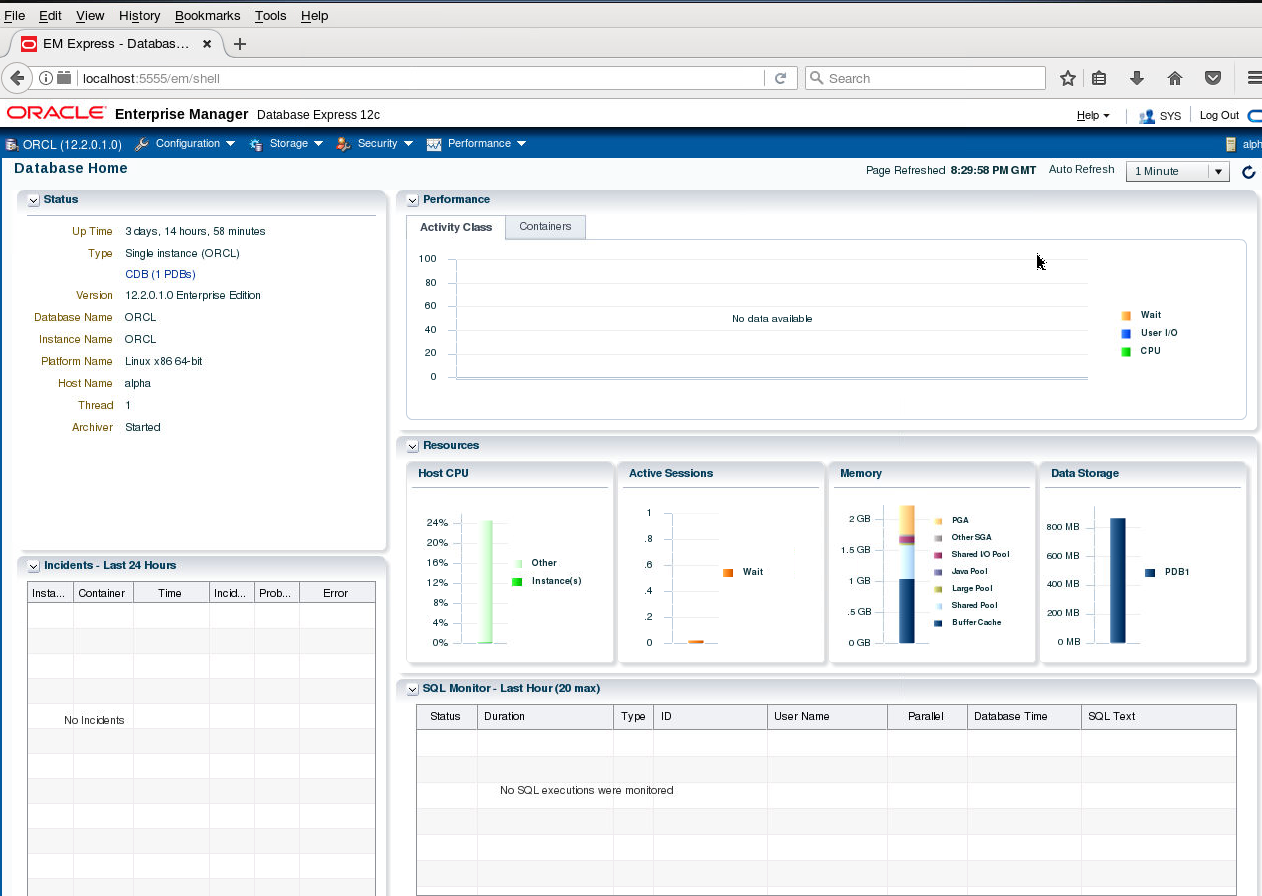 File Edit View History Bookmarks Tools Help
EM Express - Databas…
localhost:5555/em/shell
Search
ORACLE Enterprise Manager Database Express 12c
Help SYS Log Out
ORCL (12.2.0.1.0) Configuration Storage Security Performance alph
Database Home
Page Refreshed 8:29:58 PM GMT Auto Refresh 1 Minute
Status
Up Time 3 days, 14 hours, 58 minutes
Type Single instance (ORCL)
CDB (1 PDBs)
Version 12.2.0.1.0 Enterprise Edition
Database Name ORCL
Instance Name ORCL
Platform Name Linux x86 64-bit
Host Name alpha
Thread 1
Archiver Started
Incidents - Last 24 Hours
Insta... Container Time Incid... Prob... Error
No Incidents
Performance
Activity Class Containers
100
80
60
40
20
0
No data available
Wait
User I/O
CPU
Resources
Host CPU
24%
20%
16%
12%
8%
4%
0%
Other
Instance(s)
Active Sessions
1
.8
.6
.4
.2
0
Wait
Memory
2 GB
1.5 GB
1 GB
.5 GB
0 GB
PGA
Other SGA
Shared I/O Pool
Java Pool
Large Pool
Shared Pool
Buffer Cache
Data Storage
800 MB
600 MB
400 MB
200 MB
0 MB
PDB1
SQL Monitor - Last Hour (20 max)
Status Duration Type ID User Name Parallel Database Time SQL Text
No SQL executions were monitored